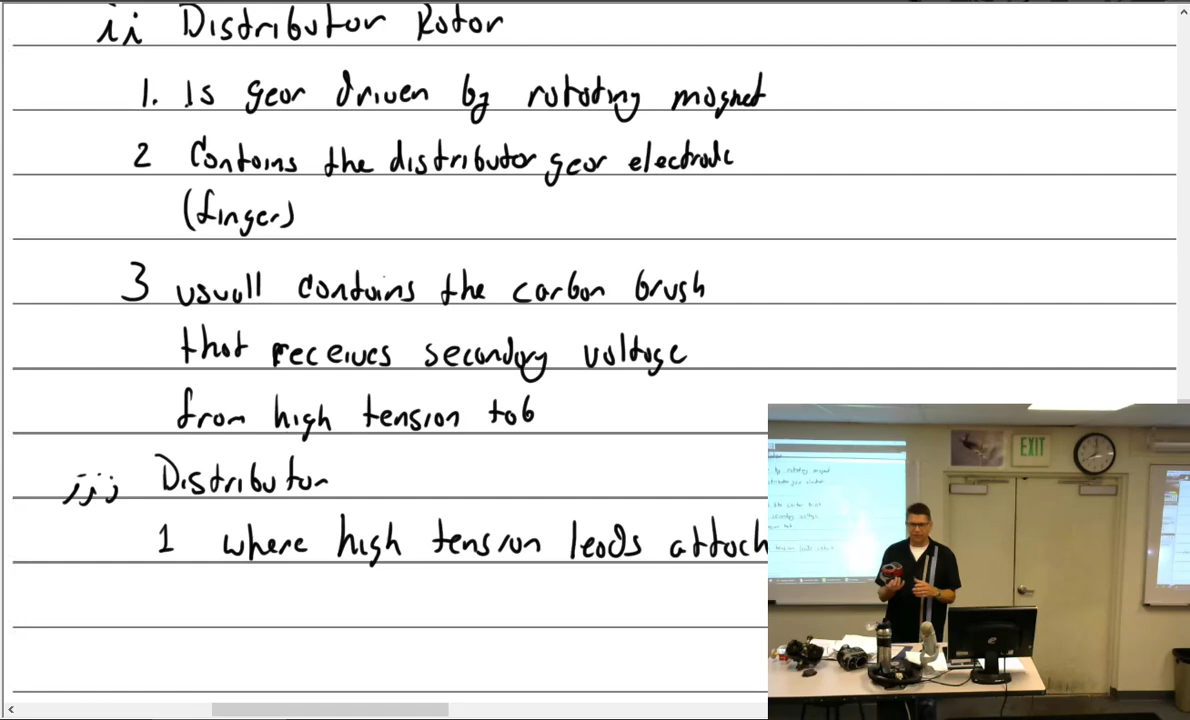 ii Distributor Rotor
1. Is gear driven by rotating magnet
2 Contains the distributor gear electrode
(finger)
3 usuall contains the carbon brush
that receives secondary voltage
from high tension tab
iii Distributor
1 where high tension leads attach
EXIT